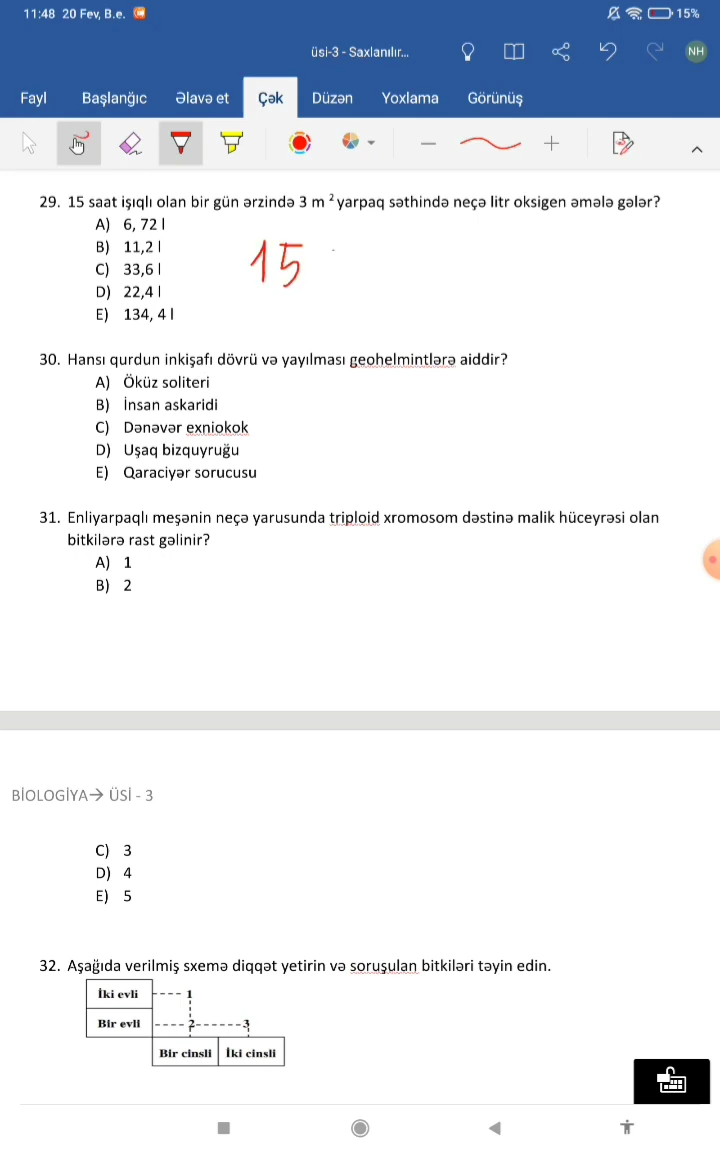 11:48 20 Fev, B.e.
15%
üsi-3 - Saxlanılır...
NH
Fayl Başlanğıc Əlavə et Çək Düzən Yoxlama Görünüş
29. 15 saat işıqlı olan bir gün ərzində 3 m ² yarpaq səthində neçə litr oksigen əmələ gələr?
A) 6, 72 l
B) 11,2 l
C) 33,6 l
D) 22,4 l
E) 134, 4 l
15
30. Hansı qurdun inkişafı dövrü və yayılması geohelmintlərə aiddir?
A) Öküz soliteri
B) İnsan askaridi
C) Dənəvər exniokok
D) Uşaq bizquyruğu
E) Qaraciyər sorucusu
31. Enliyarpaqlı meşənin neçə yarusunda triploid xromosom dəstinə malik hüceyrəsi olan
bitkilərə rast gəlinir?
A) 1
B) 2
BİOLOGİYA→ ÜSİ - 3
C) 3
D) 4
E) 5
32. Aşağıda verilmiş sxemə diqqət yetirin və soruşulan bitkiləri təyin edin.
İki evli 1
Bir evli 2 3
Bir cinsli İki cinsli